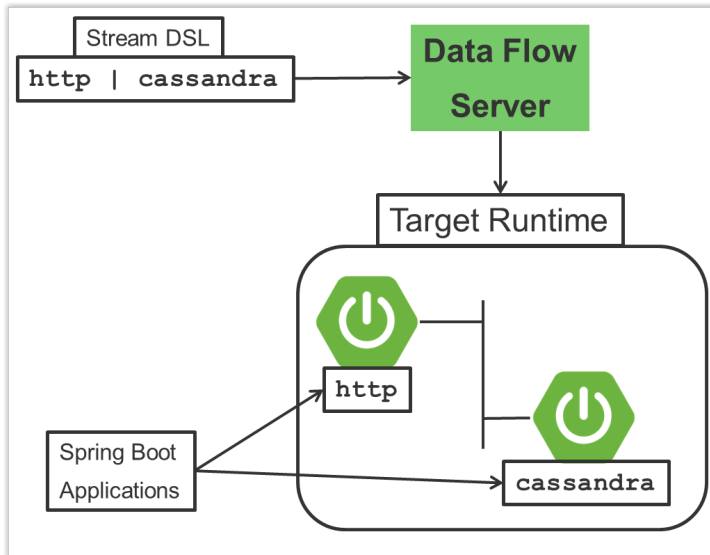 Stream DSL
http | cassandra
Data Flow
Server
Target Runtime
http
cassandra
Spring Boot
Applications